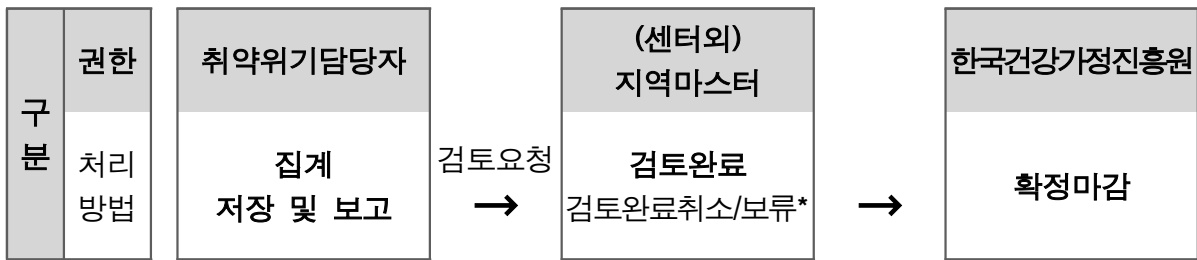 구
분
권한
취약위기담당자
(센터외)
지역마스터
한국건강가정진흥원
처리
방법
집계
저장 및 보고
검토요청
→
검토완료
검토완료취소/보류*
→
확정마감